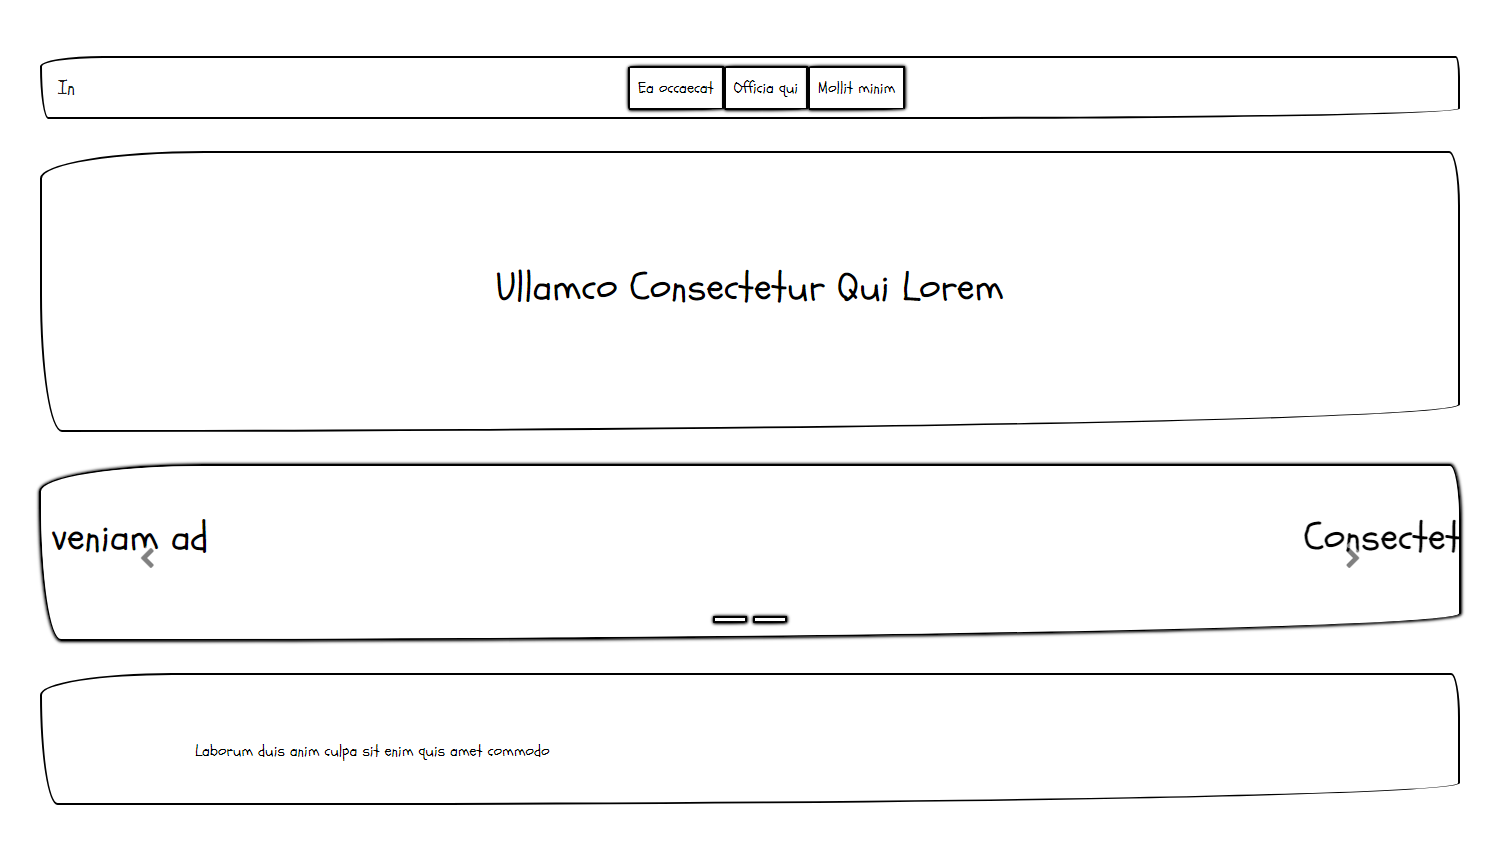 In
Ea occaecat Officia qui Mollit minim
Ullamco Consectetur Qui Lorem
veniam ad
Consectet
Laborum duis anim culpa sit enim quis amet commodo